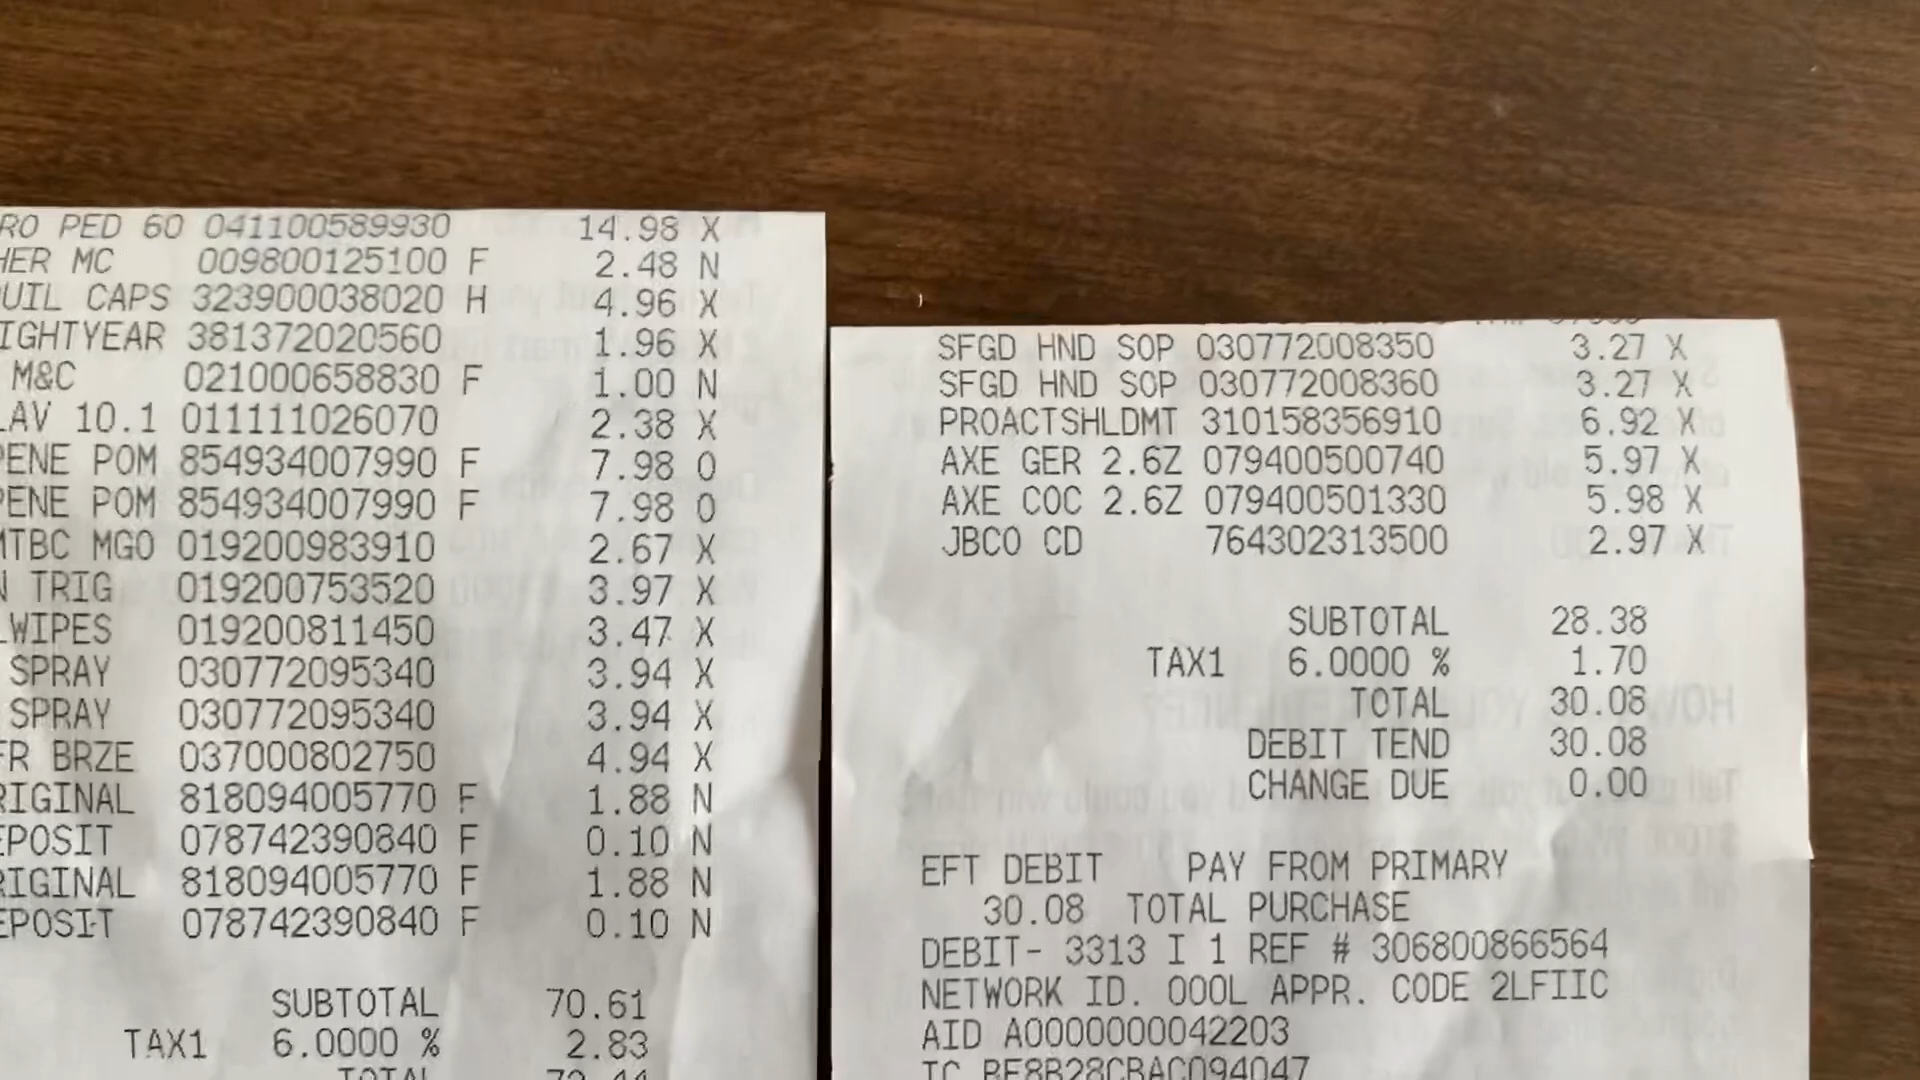 RO PED 60 041100589930 14.98 X
HER MC 009800125100 F 2.48 N
UIL CAPS 323900038020 H 4.96 X
IGHTYEAR 381372020560 1.96 X
M&C 021000658830 F 1.00 N
LAV 10.1 011111026070 2.38 X
PENE POM 854934007990 F 7.98 O
PENE POM 854934007990 F 7.98 O
MTBC MGO 019200983910 2.67 X
N TRIG 019200753520 3.97 X
LWIPES 019200811450 3.47 X
SPRAY 030772095340 3.94 X
SPRAY 030772095340 3.94 X
FR BRZE 037000802750 4.94 X
RIGINAL 818094005770 F 1.88 N
EPOSIT 078742390840 F 0.10 N
RIGINAL 818094005770 F 1.88 N
EPOSIT 078742390840 F 0.10 N
SUBTOTAL 70.61
TAX1 6.0000 % 2.83
TOTAL 73.44
SFGD HND SOP 030772008350 3.27 X
SFGD HND SOP 030772008360 3.27 X
PROACTSHLDMT 310158356910 6.92 X
AXE GER 2.6Z 079400500740 5.97 X
AXE COC 2.6Z 079400501330 5.98 X
JBCO CD 764302313500 2.97 X
SUBTOTAL 28.38
TAX1 6.0000 % 1.70
TOTAL 30.08
DEBIT TEND 30.08
CHANGE DUE 0.00
EFT DEBIT PAY FROM PRIMARY
30.08 TOTAL PURCHASE
DEBIT- 3313 I 1 REF # 306800866564
NETWORK ID. 000L APPR. CODE 2LFIIC
AID A0000000042203
TC BE8B28CBAC094047